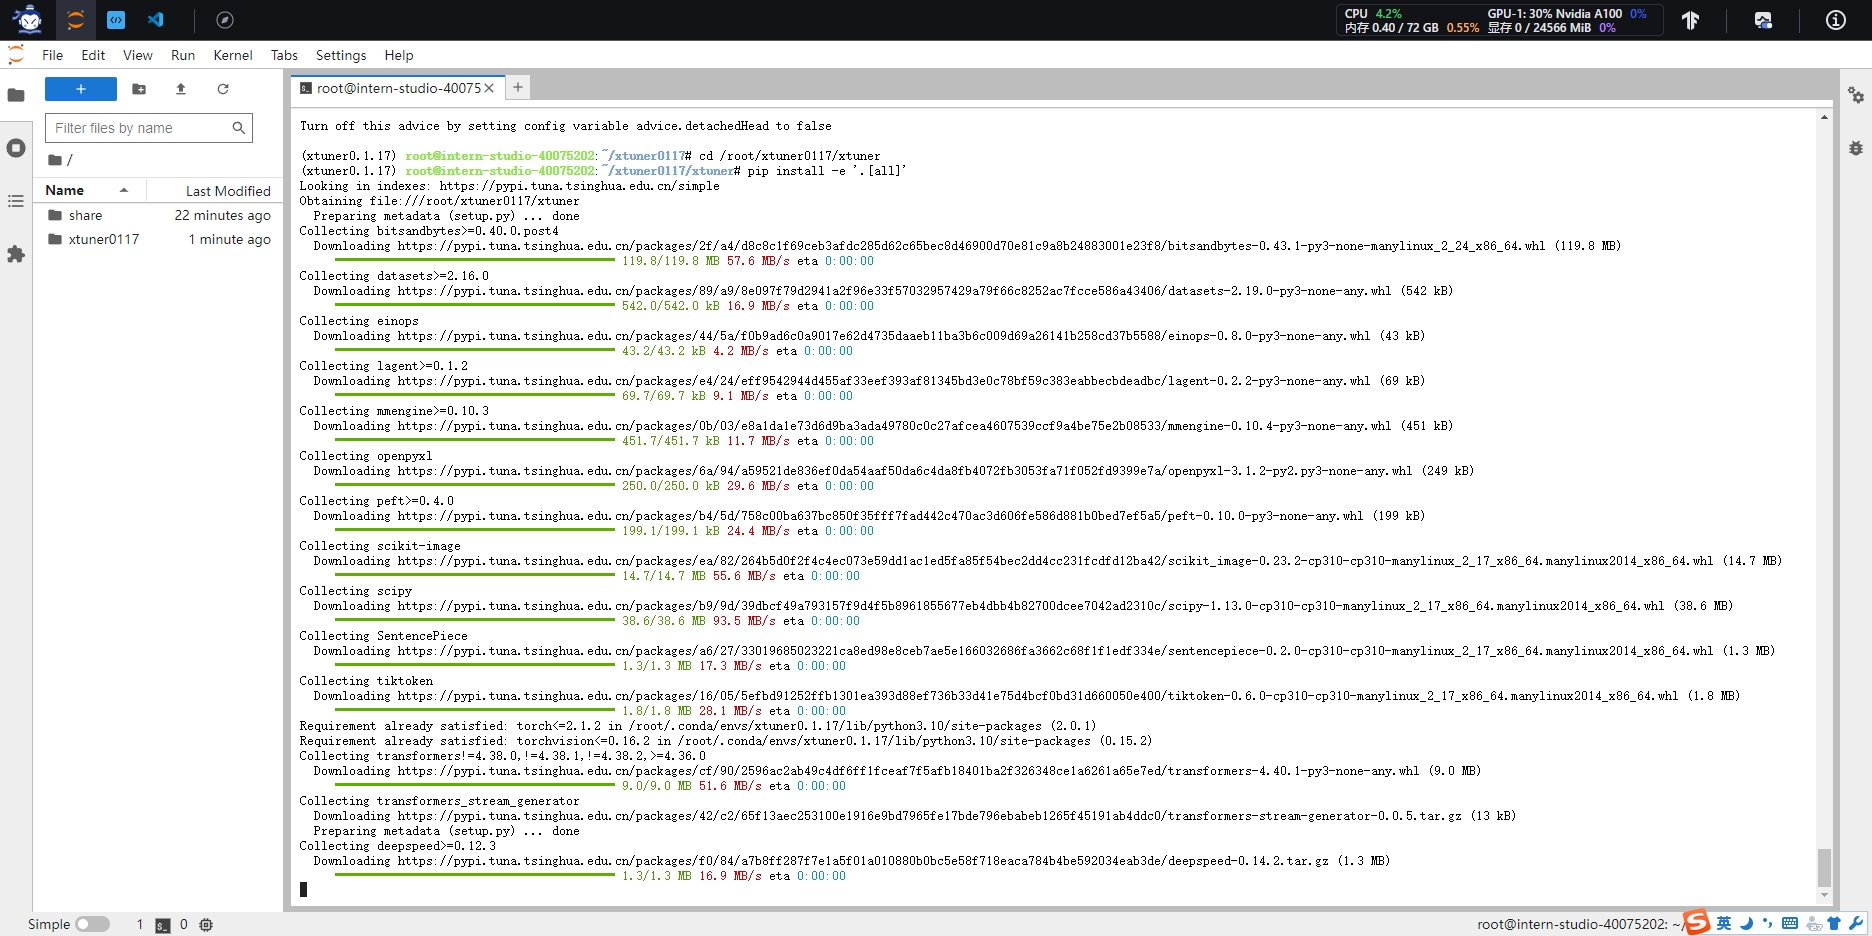 CPU 4.2%
GPU-1: 30% Nvidia A100 0%
内存 0.40 / 72 GB 0.55%
显存 0 / 24566 MiB 0%
File Edit View Run Kernel Tabs Settings Help
root@intern-studio-40075
Filter files by name
/
Name Last Modified
share 22 minutes ago
xtuner0117 1 minute ago
Turn off this advice by setting config variable advice.detachedHead to false
(xtuner0.1.17) root@intern-studio-40075202:~/xtuner0117# cd /root/xtuner0117/xtuner
(xtuner0.1.17) root@intern-studio-40075202:~/xtuner0117/xtuner# pip install -e '.[all]'
Looking in indexes: https://pypi.tuna.tsinghua.edu.cn/simple
Obtaining file:///root/xtuner0117/xtuner
Preparing metadata (setup.py) ... done
Collecting bitsandbytes>=0.40.0.post4
Downloading https://pypi.tuna.tsinghua.edu.cn/packages/2f/a4/d8c8c1f69ceb3afdc285d62c65bec8d46900d70e81c9a8b24883001e23f8/bitsandbytes-0.43.1-py3-none-manylinux_2_24_x86_64.whl (119.8 MB)
119.8/119.8 MB 57.6 MB/s eta 0:00:00
Collecting datasets>=2.16.0
Downloading https://pypi.tuna.tsinghua.edu.cn/packages/89/a9/8e097f79d2941a2f96e33f57032957429a79f66c8252ac7fcce586a43406/datasets-2.19.0-py3-none-any.whl (542 kB)
542.0/542.0 kB 16.9 MB/s eta 0:00:00
Collecting einops
Downloading https://pypi.tuna.tsinghua.edu.cn/packages/44/5a/f0b9ad6c0a9017e62d4735daaeb11ba3b6c009d69a26141b258cd37b5588/einops-0.8.0-py3-none-any.whl (43 kB)
43.2/43.2 kB 4.2 MB/s eta 0:00:00
Collecting lagent>=0.1.2
Downloading https://pypi.tuna.tsinghua.edu.cn/packages/e4/24/eff9542944d455af33eef393af81345bd3e0c78bf59c383eabbecbdeadbc/lagent-0.2.2-py3-none-any.whl (69 kB)
69.7/69.7 kB 9.1 MB/s eta 0:00:00
Collecting mmengine>=0.10.3
Downloading https://pypi.tuna.tsinghua.edu.cn/packages/0b/03/e8a1da1e73d6d9ba3ada49780c0c27afcea4607539ccf9a4be75e2b08533/mmengine-0.10.4-py3-none-any.whl (451 kB)
451.7/451.7 kB 11.7 MB/s eta 0:00:00
Collecting openpyxl
Downloading https://pypi.tuna.tsinghua.edu.cn/packages/6a/94/a59521de836ef0da54aaf50da6c4da8fb4072fb3053fa71f052fd9399e7a/openpyxl-3.1.2-py2.py3-none-any.whl (249 kB)
250.0/250.0 kB 29.6 MB/s eta 0:00:00
Collecting peft>=0.4.0
Downloading https://pypi.tuna.tsinghua.edu.cn/packages/b4/5d/758c00ba637bc850f35fff7fad442c470ac3d606fe586d881b0bed7ef5a5/peft-0.10.0-py3-none-any.whl (199 kB)
199.1/199.1 kB 24.4 MB/s eta 0:00:00
Collecting scikit-image
Downloading https://pypi.tuna.tsinghua.edu.cn/packages/ea/82/264b5d0f2f4c4ec073e59dd1ac1ed5fa85f54bec2dd4cc231fcdfd12ba42/scikit_image-0.23.2-cp310-cp310-manylinux_2_17_x86_64.manylinux2014_x86_64.whl (14.7 MB)
14.7/14.7 MB 55.6 MB/s eta 0:00:00
Collecting scipy
Downloading https://pypi.tuna.tsinghua.edu.cn/packages/b9/9d/39dbcf49a793157f9d4f5b8961855677eb4dbb4b82700dcee7042ad2310c/scipy-1.13.0-cp310-cp310-manylinux_2_17_x86_64.manylinux2014_x86_64.whl (38.6 MB)
38.6/38.6 MB 93.5 MB/s eta 0:00:00
Collecting SentencePiece
Downloading https://pypi.tuna.tsinghua.edu.cn/packages/a6/27/33019685023221ca8ed98e8ceb7ae5e166032686fa3662c68f1f1edf334e/sentencepiece-0.2.0-cp310-cp310-manylinux_2_17_x86_64.manylinux2014_x86_64.whl (1.3 MB)
1.3/1.3 MB 17.3 MB/s eta 0:00:00
Collecting tiktoken
Downloading https://pypi.tuna.tsinghua.edu.cn/packages/16/05/5efbd91252ffb1301ea393d88ef736b33d41e75d4bcf0bd31d660050e400/tiktoken-0.6.0-cp310-cp310-manylinux_2_17_x86_64.manylinux2014_x86_64.whl (1.8 MB)
1.8/1.8 MB 28.1 MB/s eta 0:00:00
Requirement already satisfied: torch<=2.1.2 in /root/.conda/envs/xtuner0.1.17/lib/python3.10/site-packages (2.0.1)
Requirement already satisfied: torchvision<=0.16.2 in /root/.conda/envs/xtuner0.1.17/lib/python3.10/site-packages (0.15.2)
Collecting transformers!=4.38.0,!=4.38.1,!=4.38.2,>=4.36.0
Downloading https://pypi.tuna.tsinghua.edu.cn/packages/cf/90/2596ac2ab49c4df6ff1fceaf7f5afb18401ba2f326348ce1a6261a65e7ed/transformers-4.40.1-py3-none-any.whl (9.0 MB)
9.0/9.0 MB 51.6 MB/s eta 0:00:00
Collecting transformers_stream_generator
Downloading https://pypi.tuna.tsinghua.edu.cn/packages/42/c2/65f13aec253100e1916e9bd7965fe17bde796ebabeb1265f45191ab4ddc0/transformers-stream-generator-0.0.5.tar.gz (13 kB)
Preparing metadata (setup.py) ... done
Collecting deepspeed>=0.12.3
Downloading https://pypi.tuna.tsinghua.edu.cn/packages/f0/84/a7b8ff287f7e1a5f01a010880b0bc5e58f718eaca784b4be592034eab3de/deepspeed-0.14.2.tar.gz (1.3 MB)
1.3/1.3 MB 16.9 MB/s eta 0:00:00
Simple 1 0
root@intern-studio-40075202: ~/
英